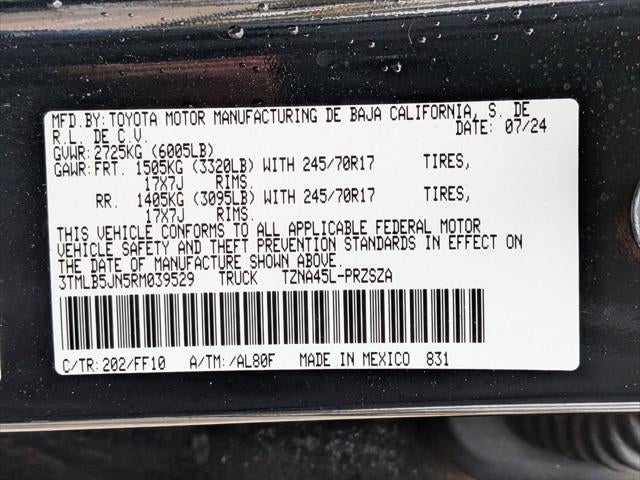 MFD.BY: TOYOTA MOTOR MANUFACTURING DE BAJA CALIFORNIA, S. DE
R.L. DE C.V. DATE: 07/24
GVWR: 2725KG (6005LB)
GAWR: FRT. 1505KG (3320LB) WITH 245/70R17 TIRES,
17X7J RIMS.
RR. 1405KG (3095LB) WITH 245/70R17 TIRES,
17X7J RIMS.
THIS VEHICLE CONFORMS TO ALL APPLICABLE FEDERAL MOTOR
VEHICLE SAFETY AND THEFT PREVENTION STANDARDS IN EFFECT ON
THE DATE OF MANUFACTURE SHOWN ABOVE.
3TMLB5JN5RM039529 TRUCK TZNA45L-PRZSZA
C/TR: 202/FF10 A/TM: /AL80F MADE IN MEXICO 831